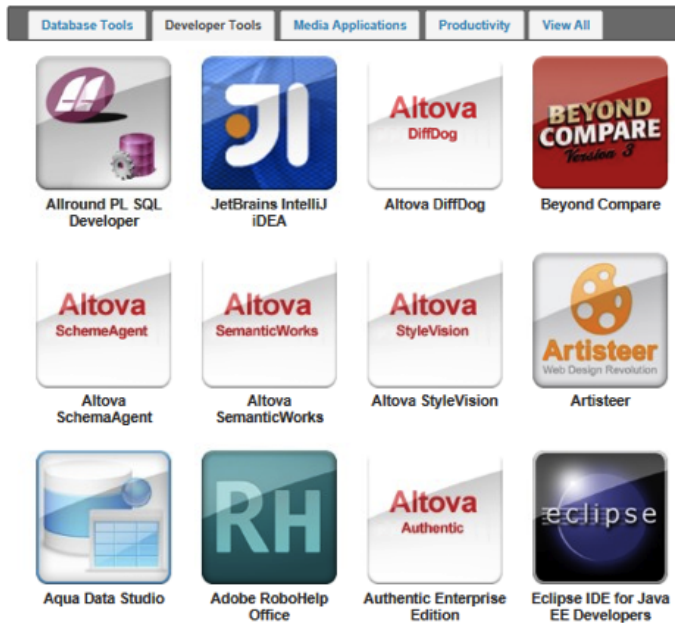 Database Tools
Developer Tools
Media Applications
Productivity
View All
JI
Altova
DiffDog
BEYOND
COMPARE
Version 3
Allround PL SQL
Developer
JetBrains IntelliJ
iDEA
Altova DiffDog
Beyond Compare
Altova
SchemeAgent
Altova
SemanticWorks
Altova
StyleVision
Artisteer
Web Design Revolution
Altova
SchemaAgent
Altova
SemanticWorks
Altova StyleVision
Artisteer
RH
Altova
Authentic
eclipse
Aqua Data Studio
Adobe RoboHelp
Office
Authentic Enterprise
Edition
Eclipse IDE for Java
EE Developers